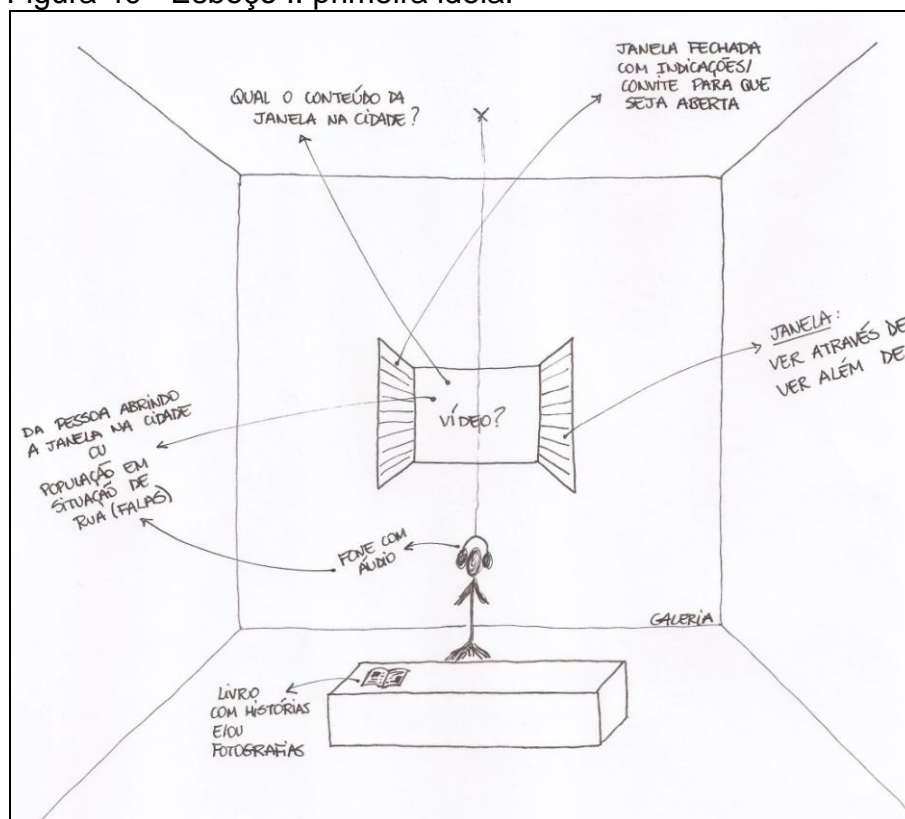 Figura 40 - Esboço II: primeira ideia.
QUAL O CONTEÚDO DA
JANELA NA CIDADE?
JANELA FECHADA
COM INDICAÇÕES/
CONVITE PARA QUE
SEJA ABERTA
JANELA:
VER ATRAVÉS DE
VER ALÉM DE
VÍDEO?
DA PESSOA ABRINDO
A JANELA NA CIDADE
OU
POPULAÇÃO EM
SITUAÇÃO DE
RUA (FALAS)
FONE COM
ÁUDIO
GALERIA
LIVRO
COM HISTÓRIAS
E/OU
FOTOGRAFIAS